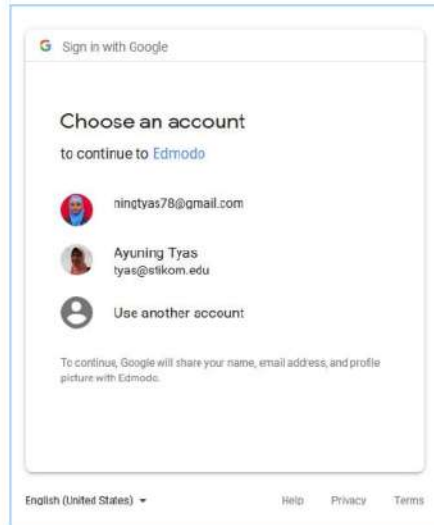 Sign in with Google
Choose an account
to continue to Edmodo
ningtyas78@gmail.com
Ayuning Tyas
tyas@stikom.edu
Use another account
To continue, Google will share your name, email address, and profile
picture with Edmodo.
English (United States)
Help Privacy Terms